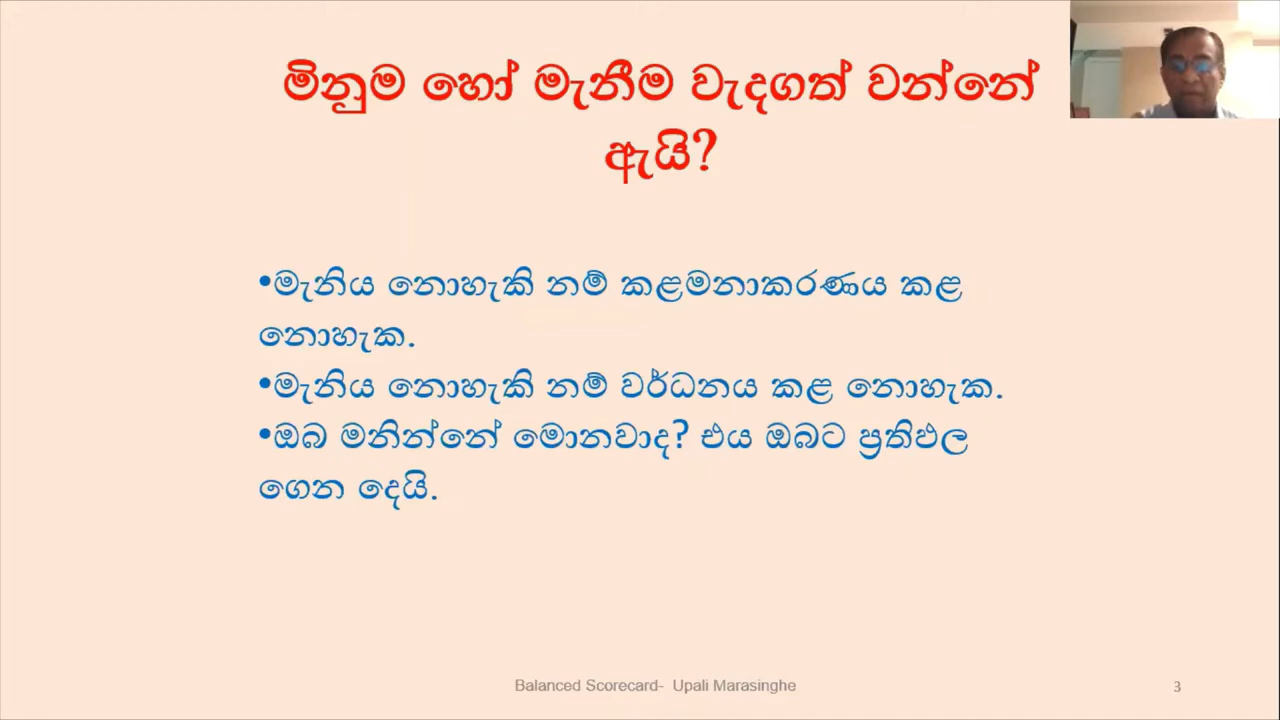 මිනුම හෝ මැනීම වැදගත් වන්නේ
ඇයි?
•මැනිය නොහැකි නම් කළමනාකරණය කළ
නොහැක.
•මැනිය නොහැකි නම් වර්ධනය කළ නොහැක.
•ඔබ මනින්නේ මොනවාද? එය ඔබට ප්‍රතිඵල
ගෙන දෙයි.
Balanced Scorecard-  Upali Marasinghe
3